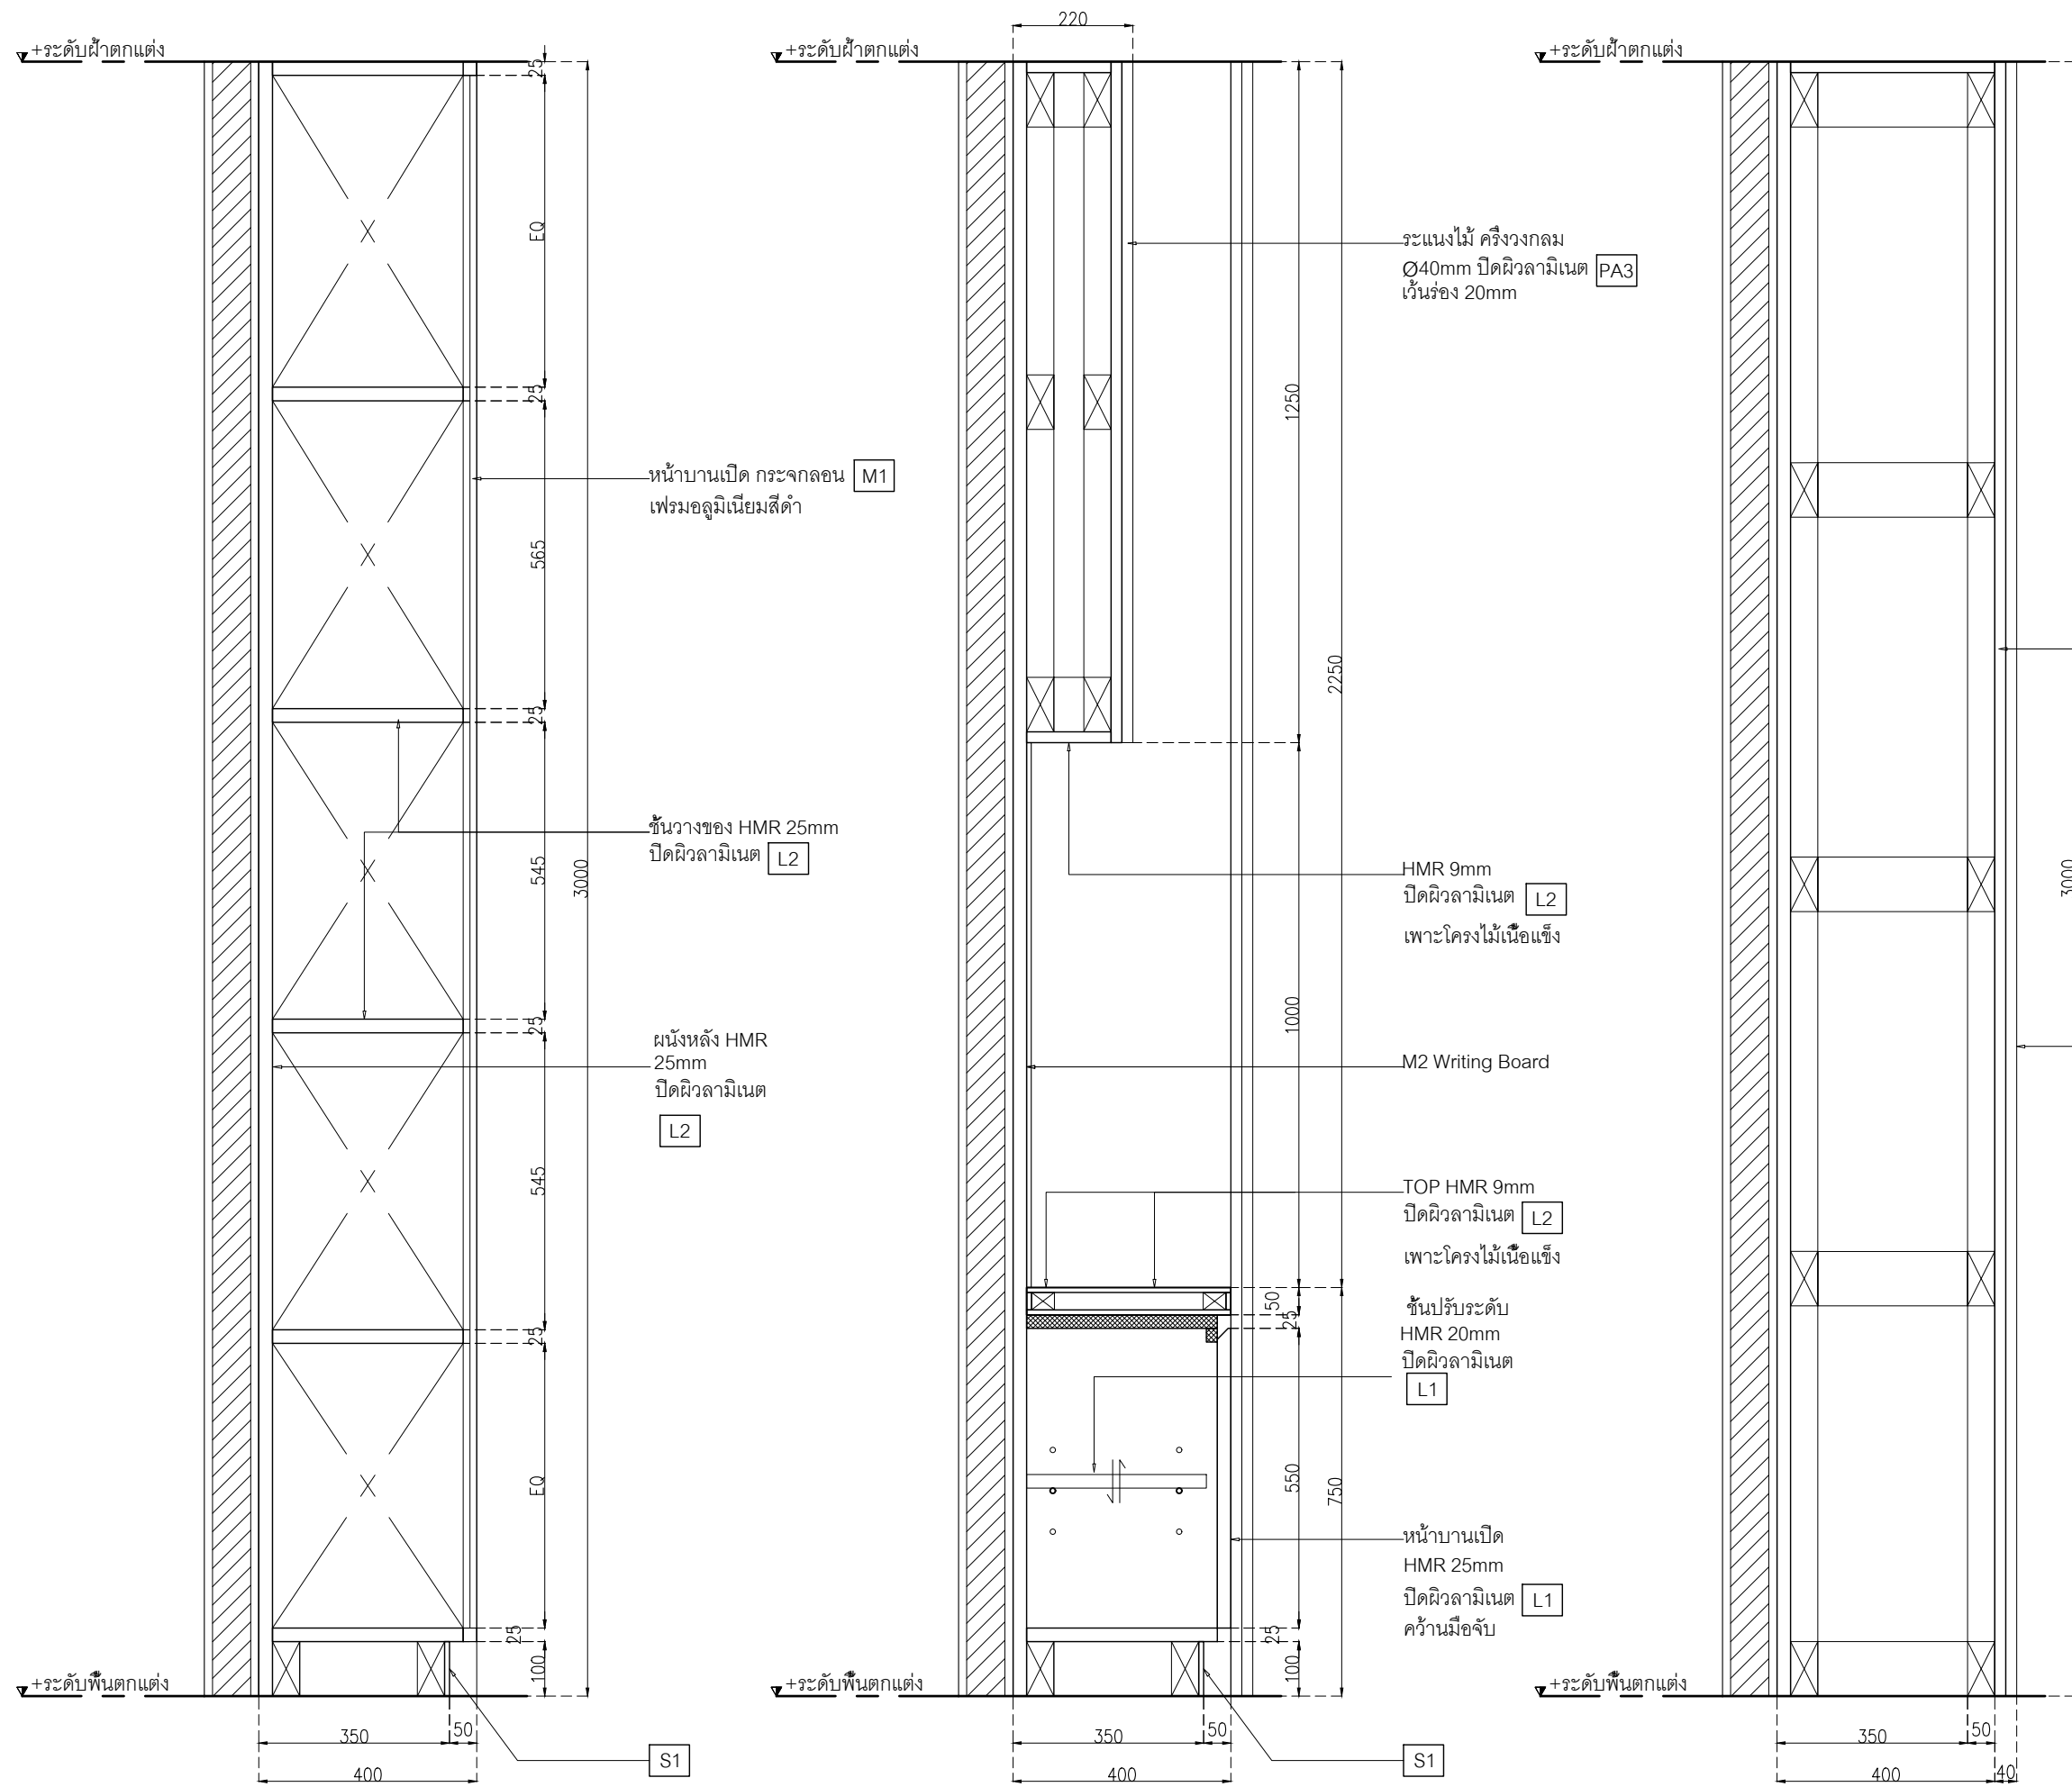 220
+ระดับฝ้าตกแต่ง
+ระดับฝ้าตกแต่ง
+ระดับฝ้าตกแต่ง
25
EQ
25
565
25
545
25
545
25
EQ
25
100
3000
หน้าบานเปิด กระจกลอน M1
เฟรมอลูมิเนียมสีดำ
ชั้นวางของ HMR 25mm
ปิดผิวลามิเนต L2
ผนังหลัง HMR
25mm
ปิดผิวลามิเนต
L2
+ระดับพื้นตกแต่ง
350
50
400
S1
ระแนงไม้ ครึ่งวงกลม
Ø40mm ปิดผิวลามิเนต PA3
เว้นร่อง 20mm
1250
2250
HMR 9mm
ปิดผิวลามิเนต L2
เพาะโครงไม้เนื้อแข็ง
1000
M2 Writing Board
TOP HMR 9mm
ปิดผิวลามิเนต L2
เพาะโครงไม้เนื้อแข็ง
50
25
ชั้นปรับระดับ
HMR 20mm
ปิดผิวลามิเนต
L1
550
750
หน้าบานเปิด
HMR 25mm
ปิดผิวลามิเนต L1
คว้านมือจับ
25
100
+ระดับพื้นตกแต่ง
350
50
400
S1
3000
+ระดับพื้นตกแต่ง
350
50
400
40